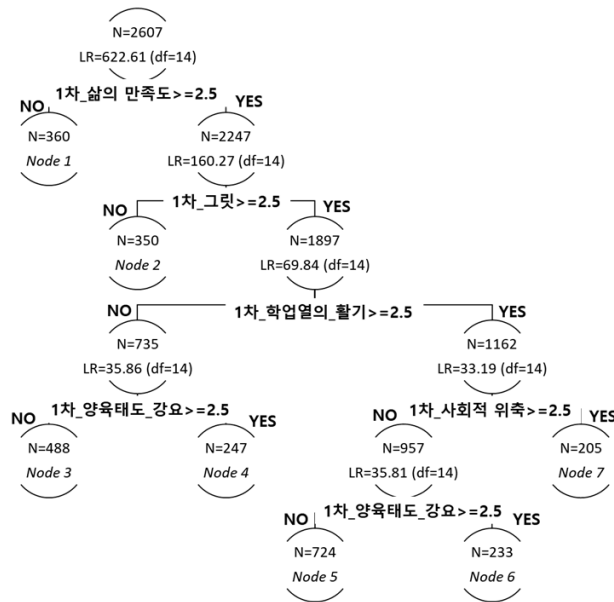 N=2607
LR=622.61 (df=14)
1차_삶의 만족도>=2.5
NO
YES
N=360
Node 1
N=2247
LR=160.27 (df=14)
1차_그릿>=2.5
NO
YES
N=350
Node 2
N=1897
LR=69.84 (df=14)
1차_학업열의_활기>=2.5
NO
YES
N=735
LR=35.86 (df=14)
N=1162
LR=33.19 (df=14)
1차_양육태도_강요>=2.5
NO
YES
1차_사회적 위축>=2.5
NO
YES
N=488
Node 3
N=247
Node 4
N=957
LR=35.81 (df=14)
N=205
Node 7
1차_양육태도_강요>=2.5
NO
YES
N=724
Node 5
N=233
Node 6